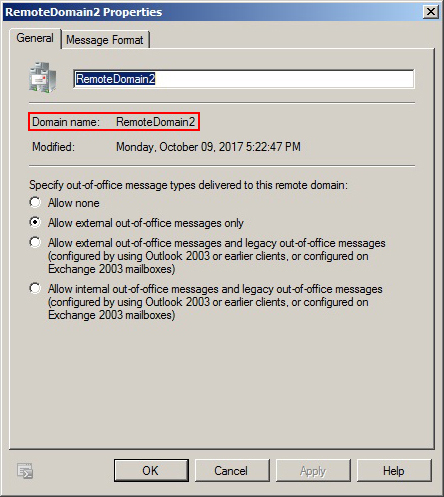 RemoteDomain2 Properties
General Message Format
RemoteDomain2
Domain name: RemoteDomain2
Modified: Monday, October 09, 2017 5:22:47 PM
Specify out-of-office message types delivered to this remote domain:
Allow none
Allow external out-of-office messages only
Allow external out-of-office messages and legacy out-of-office messages
(configured by using Outlook 2003 or earlier clients, or configured on
Exchange 2003 mailboxes)
Allow internal out-of-office messages and legacy out-of-office messages
(configured by using Outlook 2003 or earlier clients, or configured on
Exchange 2003 mailboxes)
OK Cancel Apply Help